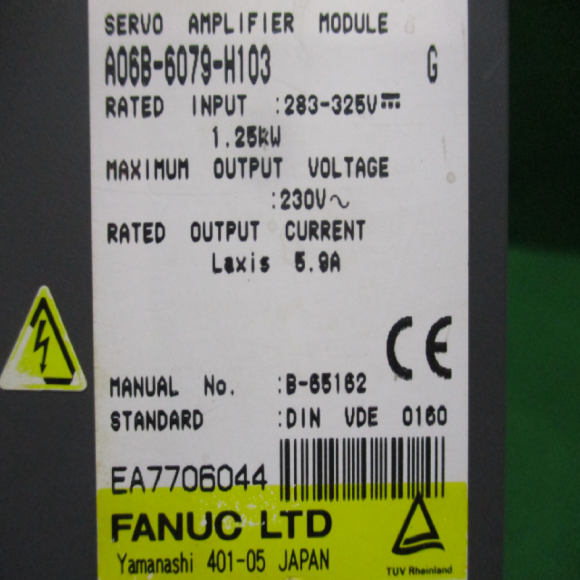 SERVO AMPLIFIER MODULE
A06B-6079-H103 G
RATED INPUT :283-325V⎓
1.25kW
MAXIMUM OUTPUT VOLTAGE
:230V～
RATED OUTPUT CURRENT
Laxis 5.9A
CE
MANUAL No. :B-65162
STANDARD :DIN VDE 0160
EA7706044
FANUC LTD
Yamanashi 401-05 JAPAN
TUV Rheinland